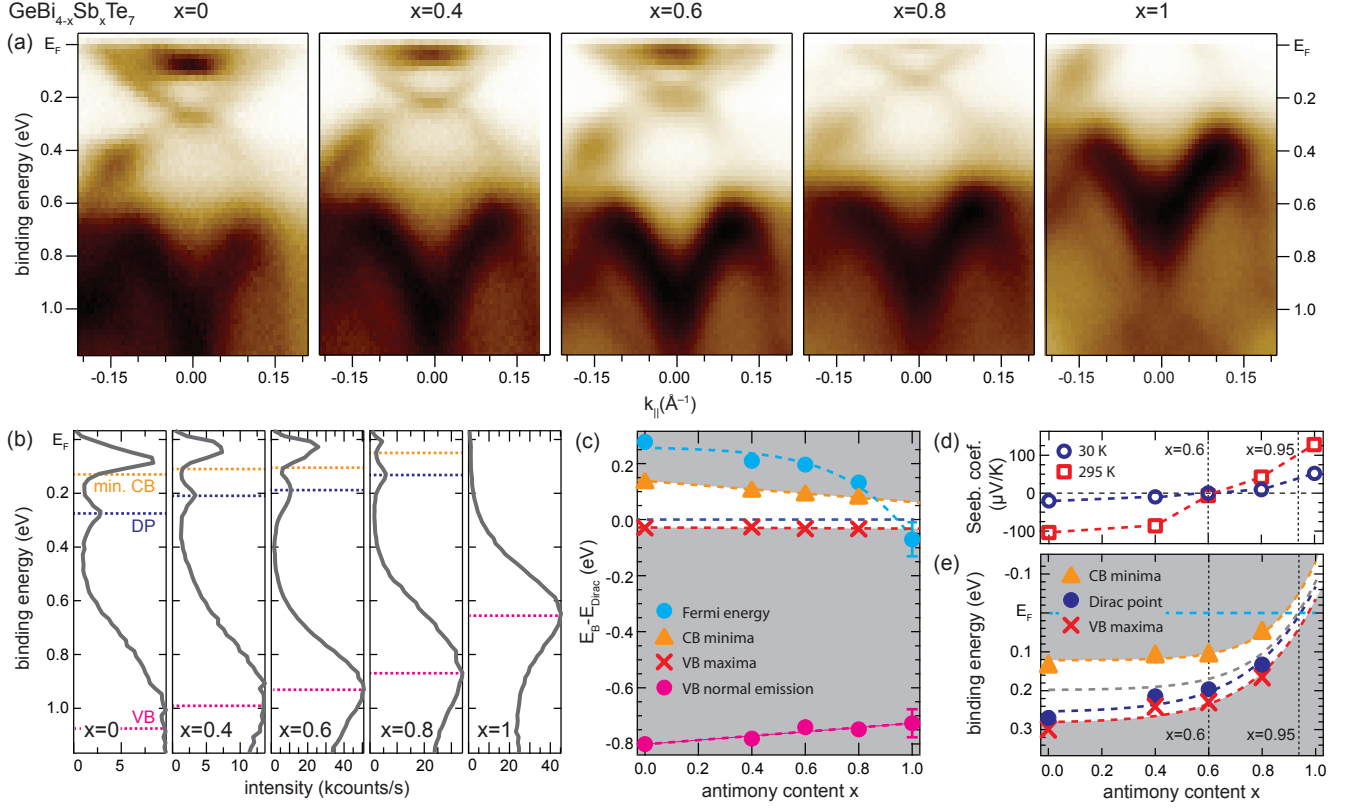 GeBi4-xSbxTe7 x=0 x=0.4 x=0.6 x=0.8 x=1
(a)
EF
0.2
0.4
0.6
0.8
1.0
binding energy (eV)
EF
0.2
0.4
0.6
0.8
1.0
-0.15 0.00 0.15
-0.15 0.00 0.15
-0.15 0.00 0.15
-0.15 0.00 0.15
-0.15 0.00 0.15
k||(Å⁻¹)
(b)
EF
0.2
0.4
0.6
0.8
1.0
binding energy (eV)
min. CB
DP
VB
x=0
x=0.4
x=0.6
x=0.8
x=1
0 5
0 5 10
0 20
0 20
0 20 40
intensity (kcounts/s)
(c)
0.2
0.0
-0.2
-0.4
-0.6
-0.8
EB-EDirac (eV)
Fermi energy
CB minima
VB maxima
VB normal emission
0.0 0.2 0.4 0.6 0.8 1.0
antimony content x
(d)
Seeb. coef.
(µV/K)
100
0
-100
30 K
295 K
x=0.6
x=0.95
(e)
-0.1
EF
0.1
0.2
0.3
binding energy (eV)
CB minima
Dirac point
VB maxima
x=0.6
x=0.95
0.0 0.2 0.4 0.6 0.8 1.0
antimony content x